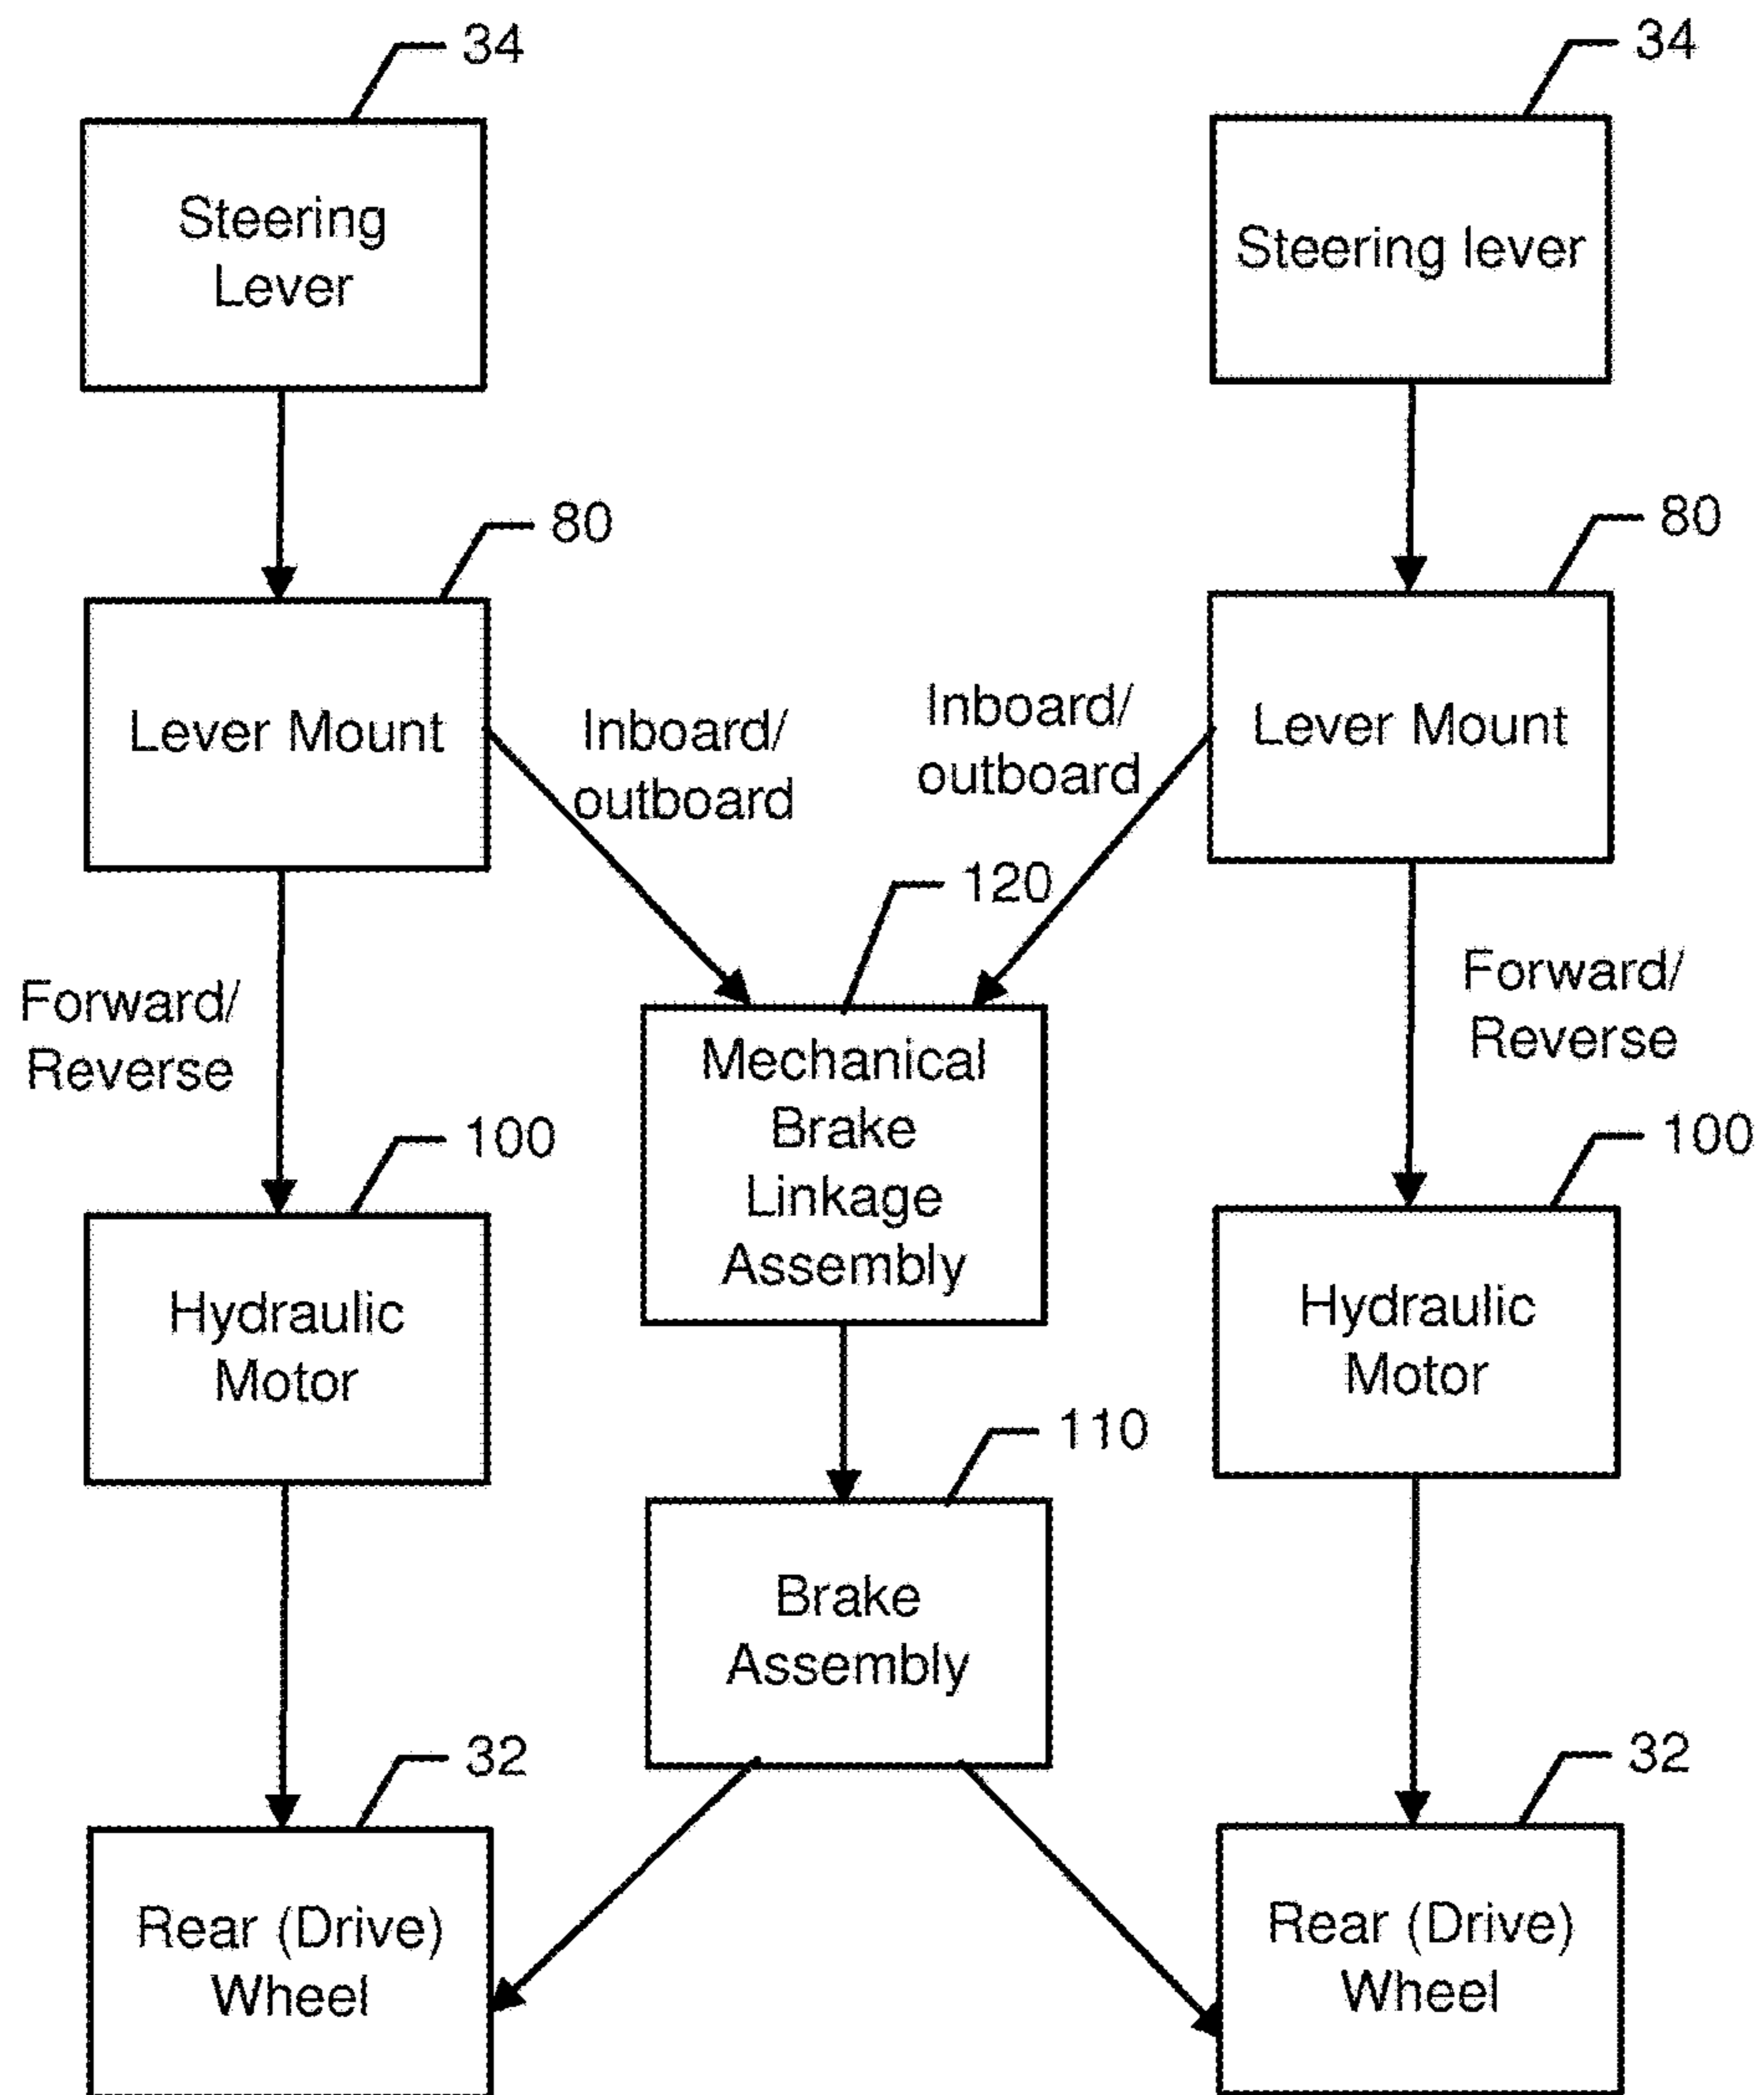 34
34
Steering
Lever
Steering lever
80
80
Lever Mount
Inboard/
outboard
Inboard/
outboard
Lever Mount
120
Forward/
Reverse
Forward/
Reverse
Mechanical
Brake
Linkage
Assembly
100
100
Hydraulic
Motor
Hydraulic
Motor
110
Brake
Assembly
32
32
Rear (Drive)
Wheel
Rear (Drive)
Wheel